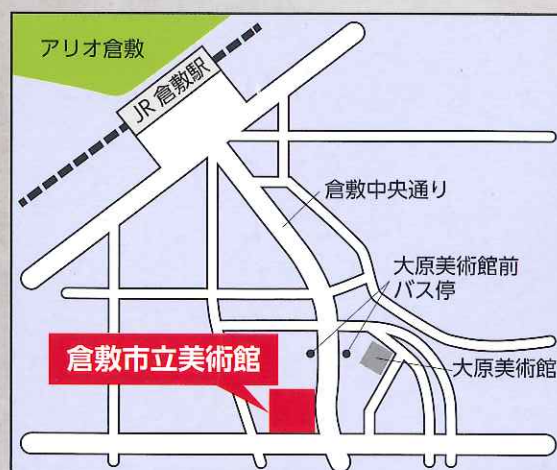 アリオ倉敷
JR 倉敷駅
倉敷中央通り
大原美術館前
バス停
倉敷市立美術館
大原美術館